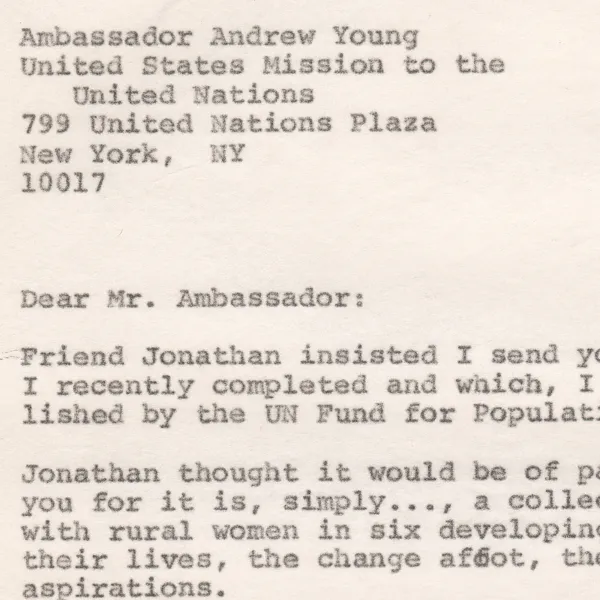 Ambassador Andrew Young
United States Mission to the
United Nations
799 United Nations Plaza
New York, NY
10017
Dear Mr. Ambassador:
Friend Jonathan insisted I send
I recently completed and which, I
lished by the UN Fund for
Jonathan thought it would be of
you for it is, simply..., a
with rural women in six
their lives, the change afoot,
aspirations.